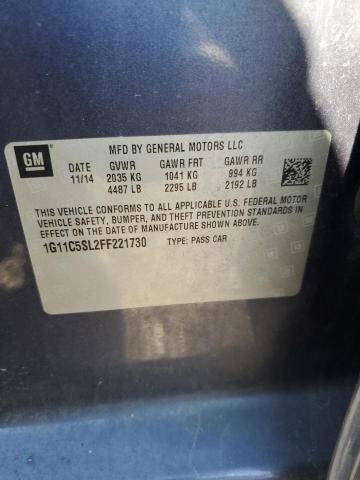 GM
MFD BY GENERAL MOTORS LLC
DATE GVWR GAWR FRT GAWR RR
11/14 2035 KG 1041 KG 994 KG
4487 LB 2295 LB 2192 LB
THIS VEHICLE CONFORMS TO ALL APPLICABLE U.S. FEDERAL MOTOR
VEHICLE SAFETY, BUMPER, AND THEFT PREVENTION STANDARDS IN
EFFECT ON THE DATE OF MANUFACTURE SHOWN ABOVE.
1G11C5SL2FF221730 TYPE: PASS CAR